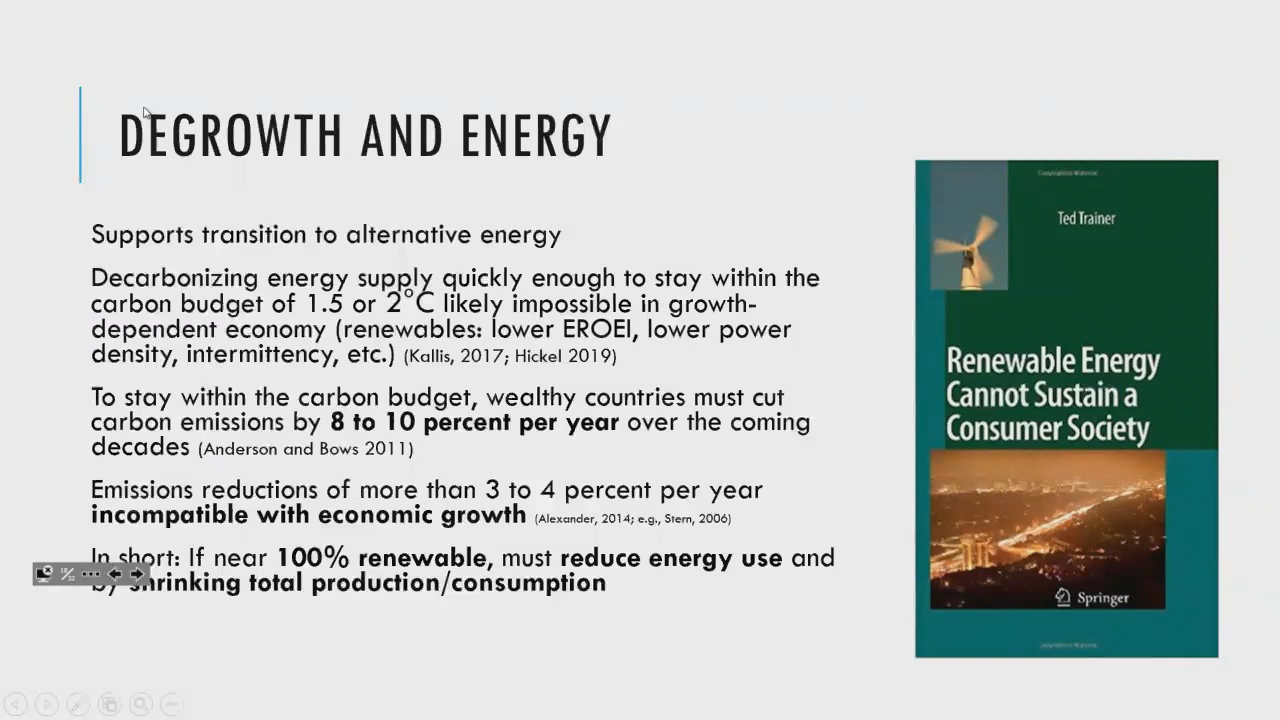 DEGROWTH AND ENERGY
Supports transition to alternative energy
Decarbonizing energy supply quickly enough to stay within the
carbon budget of 1.5 or 2°C likely impossible in growth-
dependent economy (renewables: lower EROEI, lower power
density, intermittency, etc.) (Kallis, 2017; Hickel 2019)
To stay within the carbon budget, wealthy countries must cut
carbon emissions by 8 to 10 percent per year over the coming
decades (Anderson and Bows 2011)
Emissions reductions of more than 3 to 4 percent per year
incompatible with economic growth (Alexander, 2014; e.g., Stern, 2006)
In short: If near 100% renewable, must reduce energy use and
by shrinking total production/consumption
Copyrighted Material
Ted Trainer
Renewable Energy
Cannot Sustain a
Consumer Society
Springer
Copyrighted Material